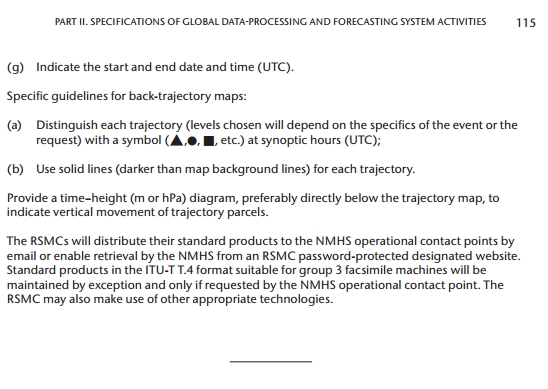 PART II. SPECIFICATIONS OF GLOBAL DATA-PROCESSING AND FORECASTING SYSTEM ACTIVITIES 115
(g) Indicate the start and end date and time (UTC).
Specific guidelines for back-trajectory maps:
(a) Distinguish each trajectory (levels chosen will depend on the specifics of the event or the
request) with a symbol (▲,●, ■, etc.) at synoptic hours (UTC);
(b) Use solid lines (darker than map background lines) for each trajectory.
Provide a time–height (m or hPa) diagram, preferably directly below the trajectory map, to
indicate vertical movement of trajectory parcels.
The RSMCs will distribute their standard products to the NMHS operational contact points by
email or enable retrieval by the NMHS from an RSMC password-protected designated website.
Standard products in the ITU-T T.4 format suitable for group 3 facsimile machines will be
maintained by exception and only if requested by the NMHS operational contact point. The
RSMC may also make use of other appropriate technologies.